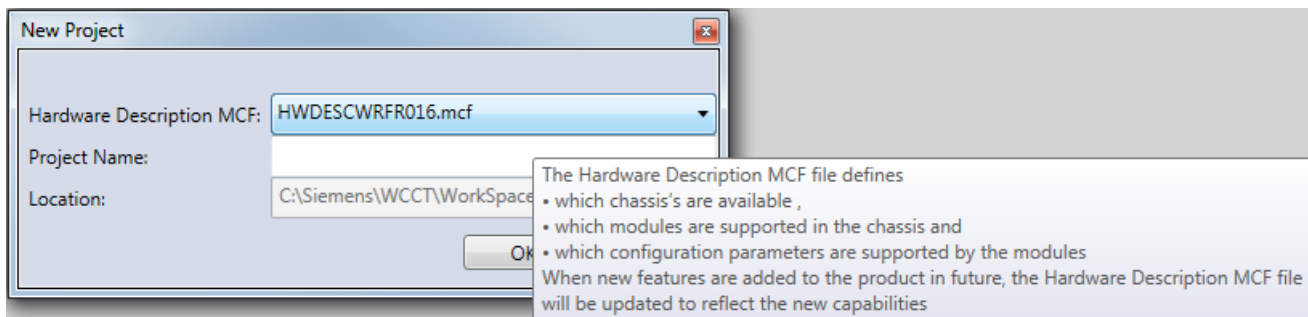 New Project
Hardware Description MCF: HWDESCWRFR016.mcf
Project Name:
Location: C:\Siemens\WCCT\WorkSpace
OK
The Hardware Description MCF file defines
• which chassis's are available ,
• which modules are supported in the chassis and
• which configuration parameters are supported by the modules
When new features are added to the product in future, the Hardware Description MCF file
will be updated to reflect the new capabilities